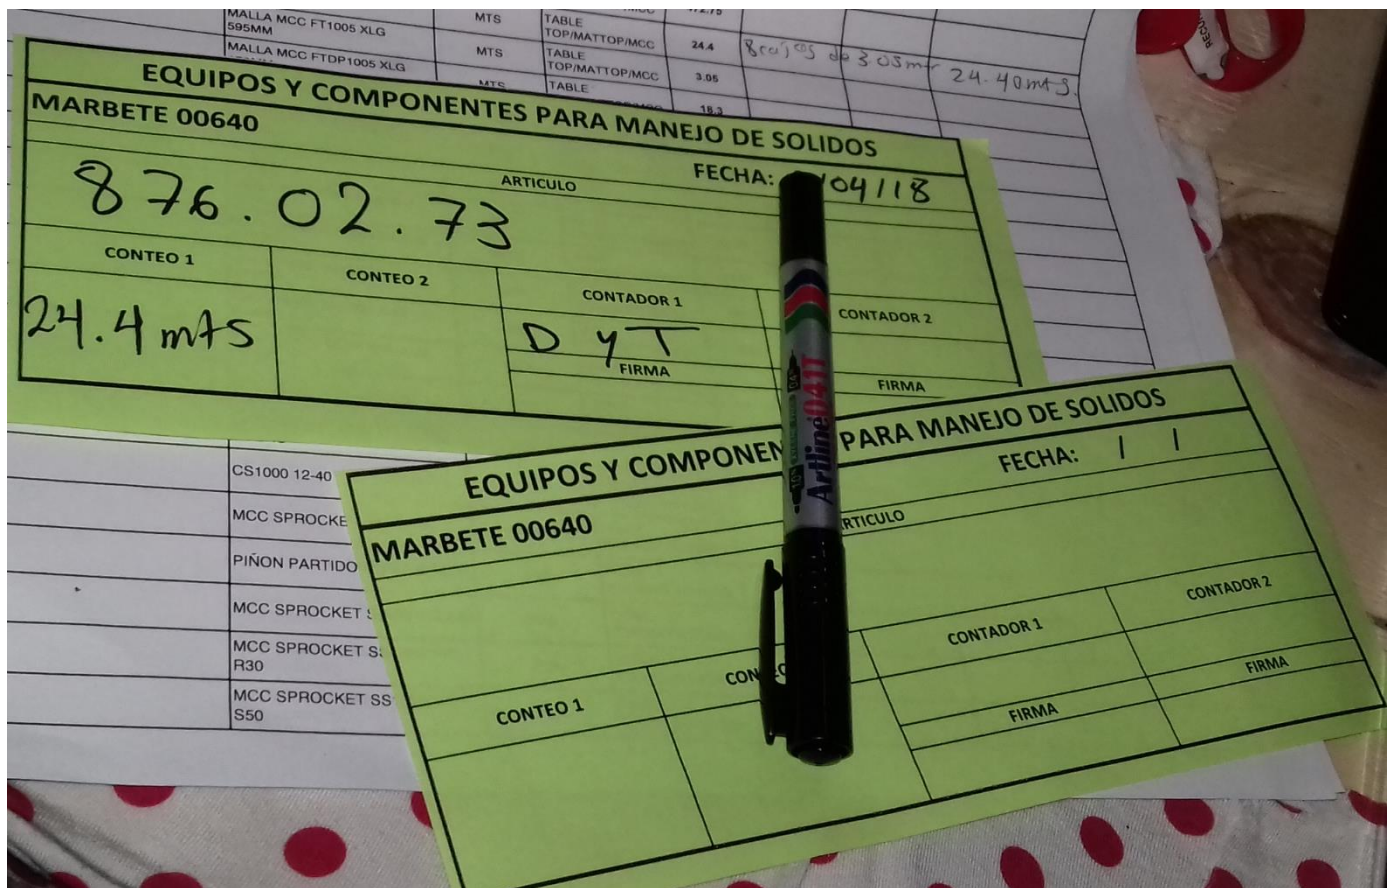 MALLA MCC FT1005 XLG
595MM
MTS
TABLE
TOP/MATTOP/MCC
24.4
MALLA MCC FTDP1005 XLG
MTS
TABLE
TOP/MATTOP/MCC
3.05
de 3.05 mtr 24.40 mts.
MTS
TABLE
18.3
EQUIPOS Y COMPONENTES PARA MANEJO DE SOLIDOS
MARBETE 00640
FECHA: /04/18
ARTICULO
876.02.73
CONTEO 1
CONTEO 2
CONTADOR 1
CONTADOR 2
24.4 mts
D y T
FIRMA
FIRMA
CS1000 12-40
MCC SPROCKE
PIÑON PARTIDO
MCC SPROCKET
MCC SPROCKET S
R30
MCC SPROCKET SS
S50
EQUIPOS Y COMPONEN PARA MANEJO DE SOLIDOS
MARBETE 00640
FECHA: / /
RTICULO
CONTEO 1
CON
CONTADOR 1
CONTADOR 2
FIRMA
FIRMA
Artline 041T